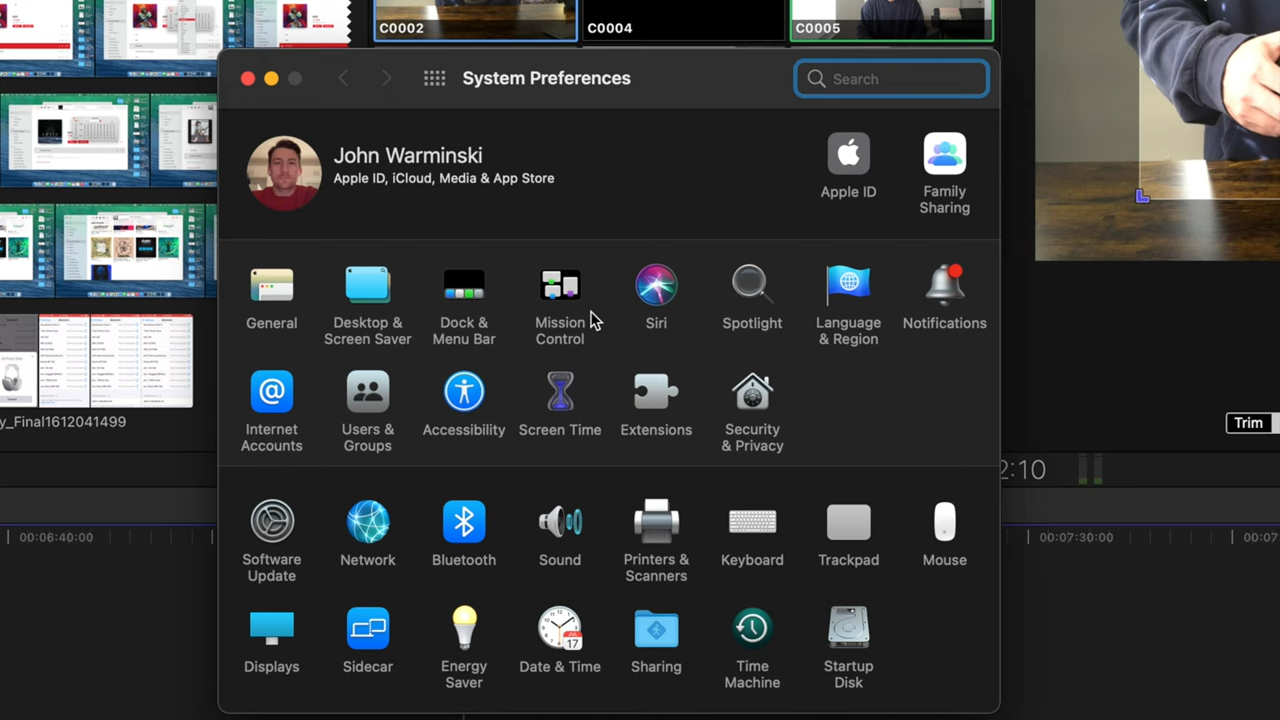 C0002
C0004
C0005
System Preferences
Search
John Warminski
Apple ID, iCloud, Media & App Store
Apple ID
Family
Sharing
General
Desktop &
Screen Saver
Dock &
Menu Bar
Mission
Control
Siri
Spotlight
Language
& Region
Notifications
Internet
Accounts
Users &
Groups
Accessibility
Screen Time
Extensions
Security
& Privacy
y_Final1612041499
Trim
2:10
00:06:40:00
00:07:30:00
00:07
Software
Update
Network
Bluetooth
Sound
Printers &
Scanners
Keyboard
Trackpad
Mouse
Displays
Sidecar
Energy
Saver
Date & Time
JUL
17
Sharing
Time
Machine
Startup
Disk